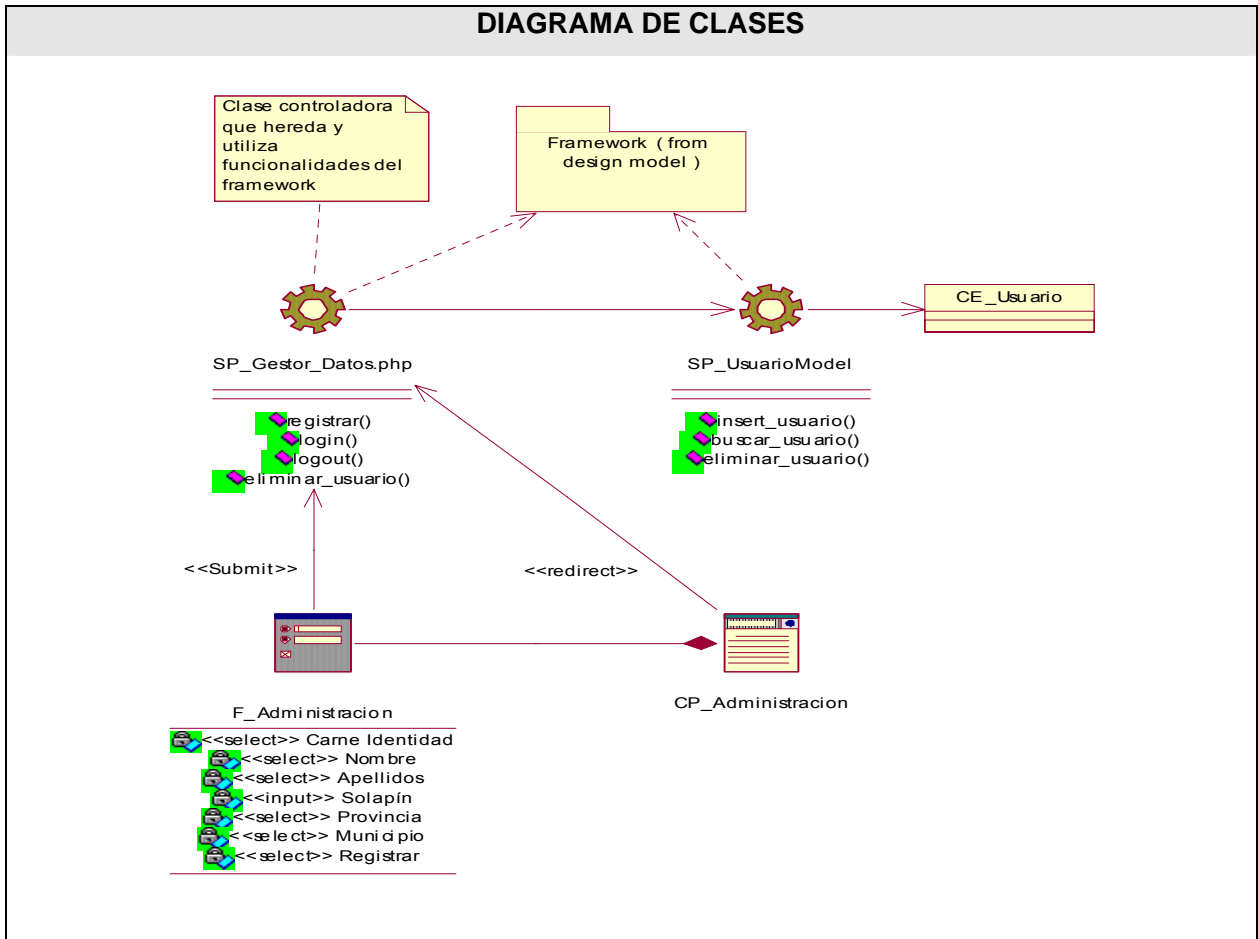 DIAGRAMA DE CLASES
Clase controladora
que hereda y
utiliza
funcionalidades del
framework
Framework ( from
design model )
CE_Usuario
SP_Gestor_Datos.php
SP_UsuarioModel
registrar()
login()
logout()
eliminar_usuario()
insert_usuario()
buscar_usuario()
eliminar_usuario()
<<Submit>>
<<redirect>>
F_Administracion
CP_Administracion
<<select>> Carne Identidad
<<select>> Nombre
<<select>> Apellidos
<<input>> Solapín
<<select>> Provincia
<<select>> Municipio
<<select>> Registrar